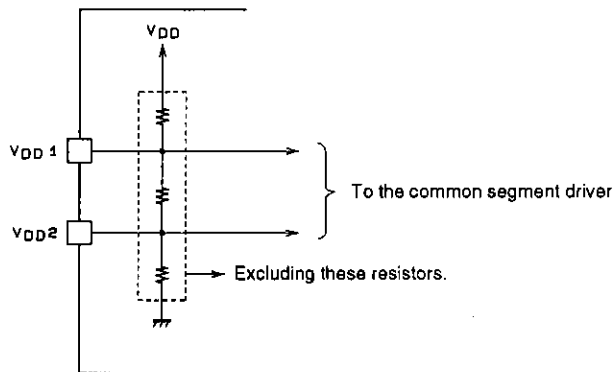 VDD
VDD 1
To the common segment driver
VDD2
Excluding these resistors.